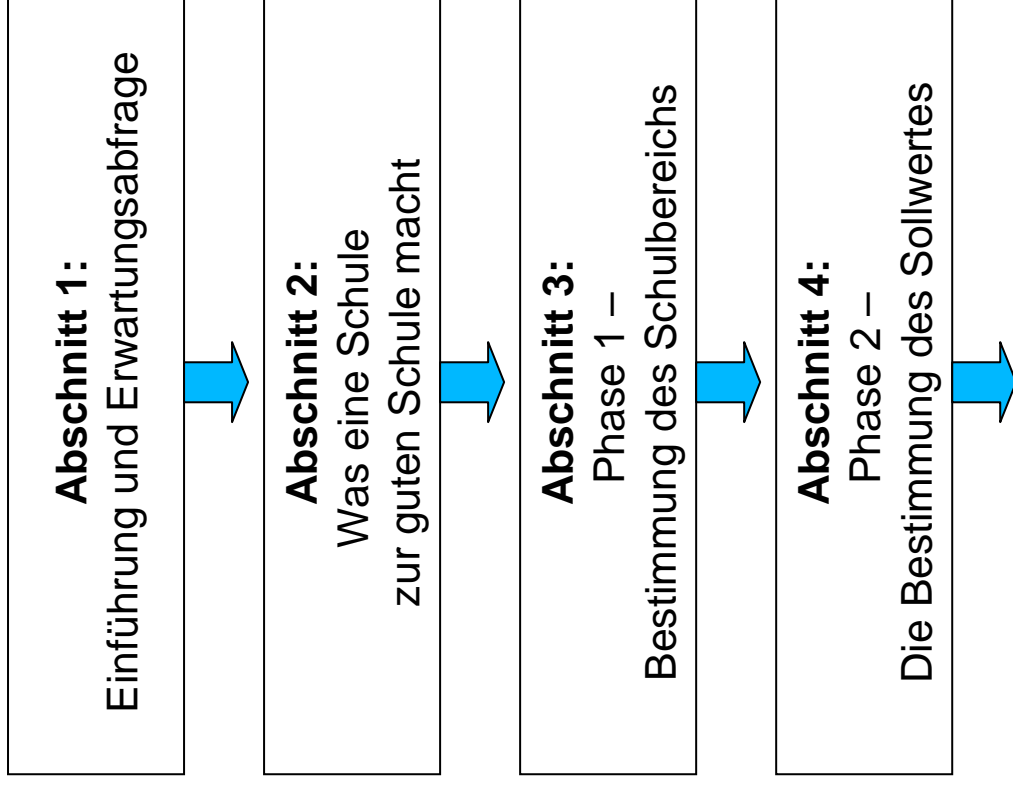 Abschnitt 1:
Einführung und Erwartungsabfrage
Abschnitt 2:
Was eine Schule
zur guten Schule macht
Abschnitt 3:
Phase 1 –
Bestimmung des Schulbereichs
Abschnitt 4:
Phase 2 –
Die Bestimmung des Sollwertes